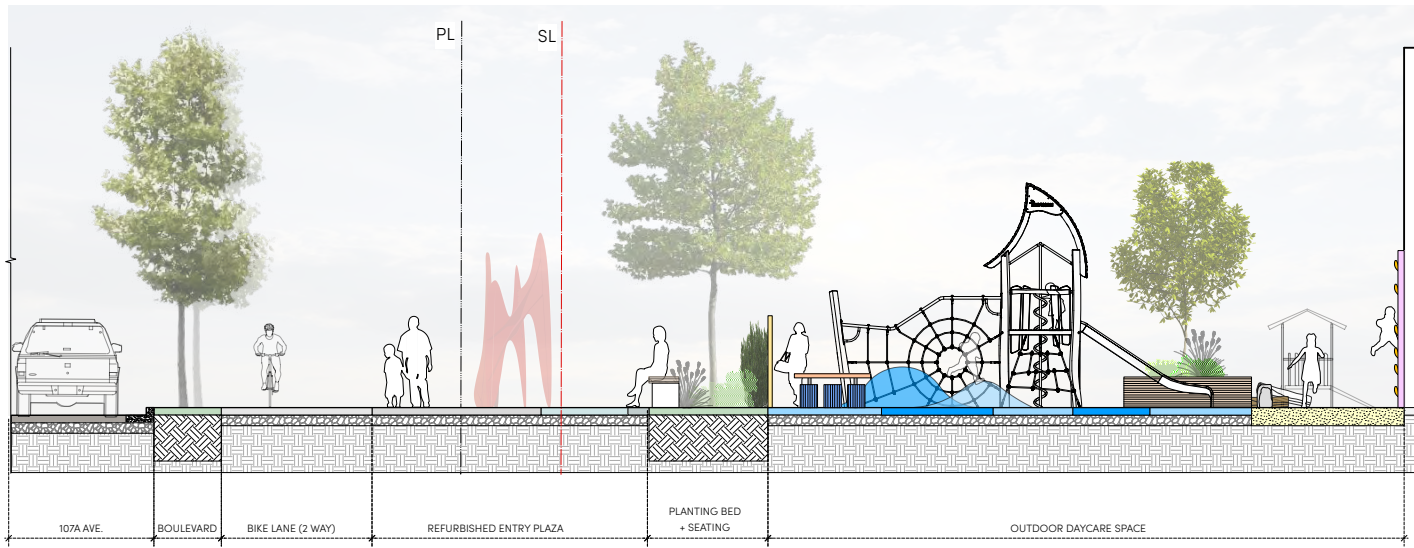 PL
SL
107A AVE.
BOULEVARD
BIKE LANE (2 WAY)
REFURBISHED ENTRY PLAZA
PLANTING BED
+ SEATING
OUTDOOR DAYCARE SPACE